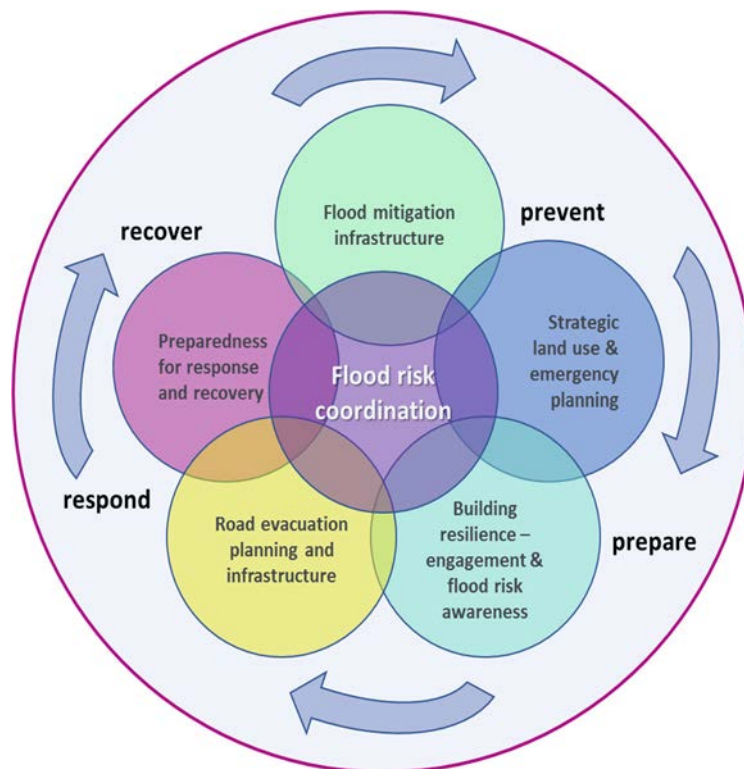 Flood mitigation
infrastructure
prevent
recover
Strategic
land use &
emergency
planning
Preparedness
for response
and recovery
Flood risk
coordination
respond
Road evacuation
planning and
infrastructure
Building
resilience –
engagement &
flood risk
awareness
prepare